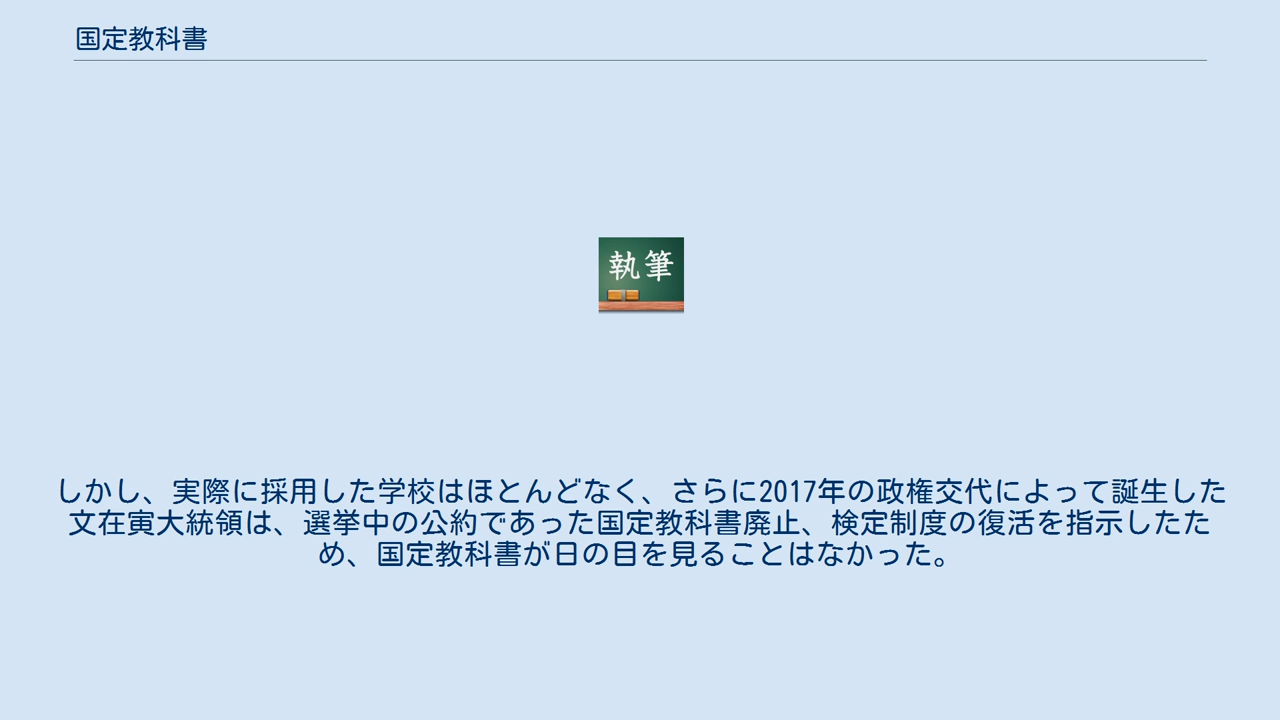 国定教科書
執筆
しかし、実際に採用した学校はほとんどなく、さらに2017年の政権交代によって誕生した
文在寅大統領は、選挙中の公約であった国定教科書廃止、検定制度の復活を指示したた
め、国定教科書が日の目を見ることはなかった。